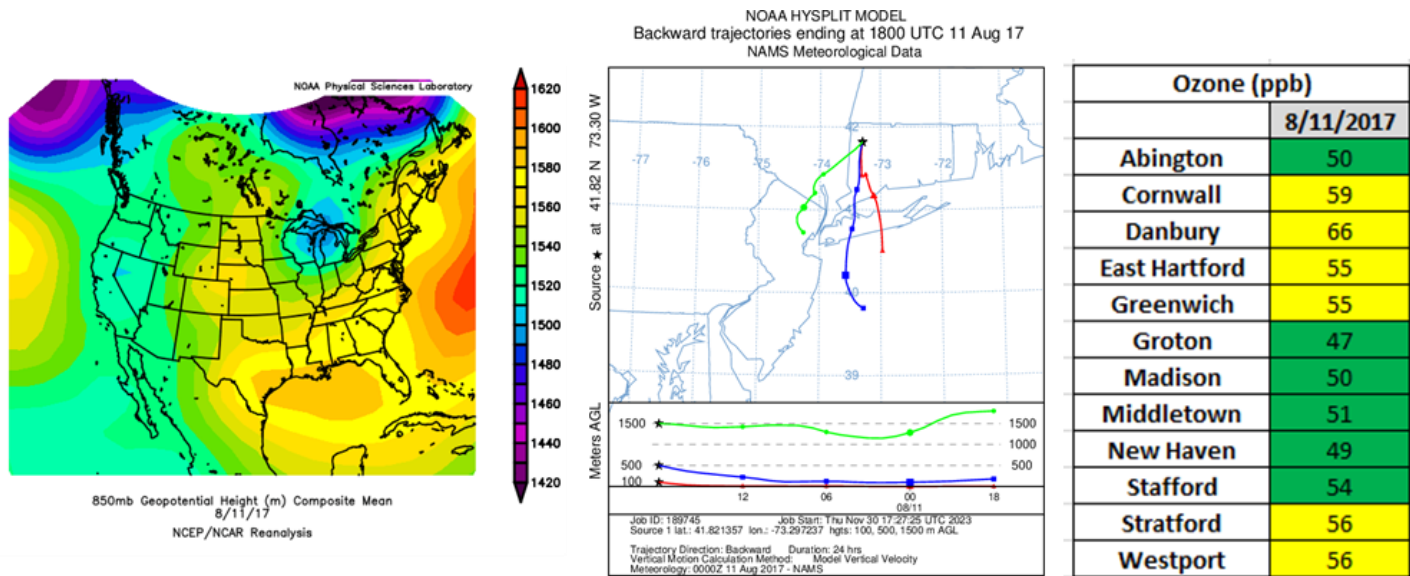 NOAA Physical Sciences Laboratory
1620
1600
1580
1560
1540
1520
1500
1480
1460
1440
1420
850mb Geopotential Height (m) Composite Mean
8/11/17
NCEP/NCAR Reanalysis
NOAA HYSPLIT MODEL
Backward trajectories ending at 1800 UTC 11 Aug 17
NAMS Meteorological Data
Source ★ at 41.82 N 73.30 W
42
-77 -76 -75 -74 -73 -72 -71
40
39
Meters AGL
1500 1500
1000
500 500
100
12 06 00 18
08/11
Job ID: 189745 Job Start: Thu Nov 30 17:27:25 UTC 2023
Source 1 lat.: 41.821357 lon.: -73.297237 hgts: 100, 500, 1500 m AGL
Trajectory Direction: Backward Duration: 24 hrs
Vertical Motion Calculation Method: Model Vertical Velocity
Meteorology: 0000Z 11 Aug 2017 - NAMS
Ozone (ppb)
8/11/2017
Abington 50
Cornwall 59
Danbury 66
East Hartford 55
Greenwich 55
Groton 47
Madison 50
Middletown 51
New Haven 49
Stafford 54
Stratford 56
Westport 56